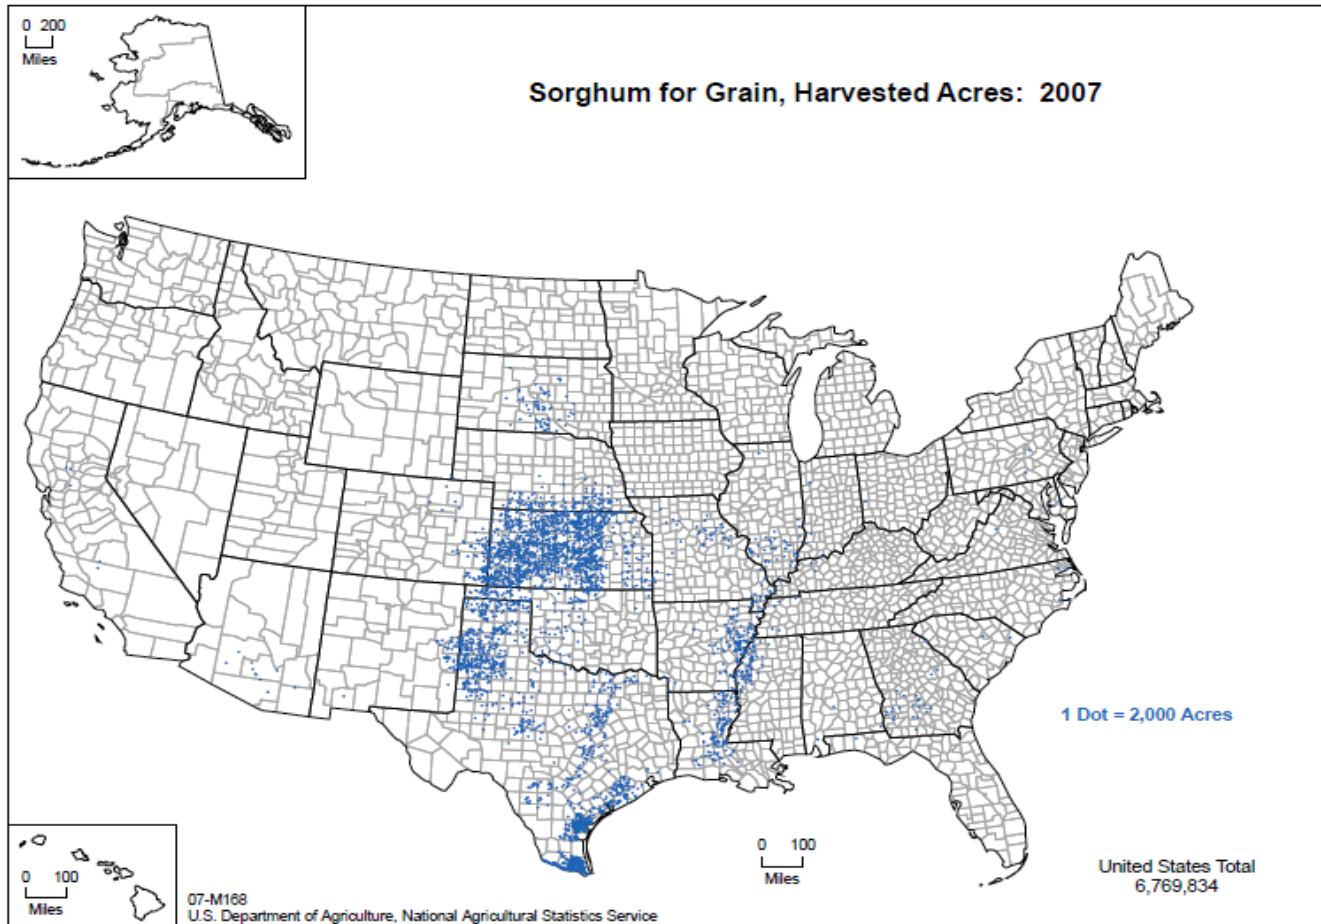 0 200
Miles
Sorghum for Grain, Harvested Acres: 2007
1 Dot = 2,000 Acres
0 100
Miles
0 100
Miles
United States Total
6,769,834
07-M168
U.S. Department of Agriculture, National Agricultural Statistics Service